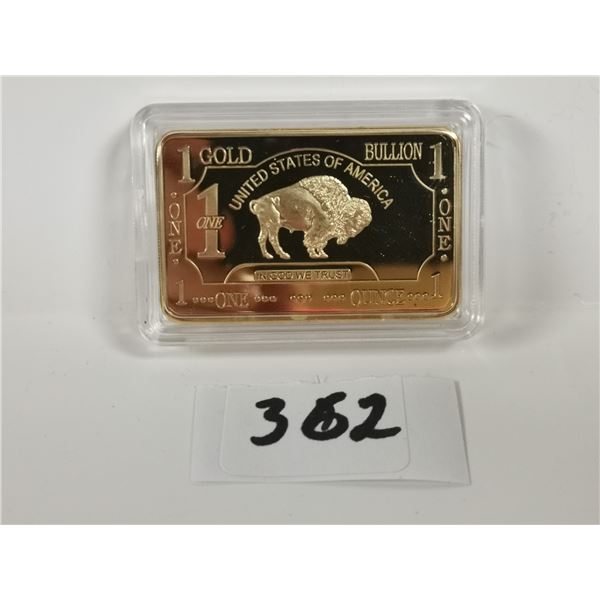 1 GOLD BULLION 1
UNITED STATES OF AMERICA
·ONE· 1 ONE ·ONE·
IN GOD WE TRUST
1 ONE OUNCE 1
362